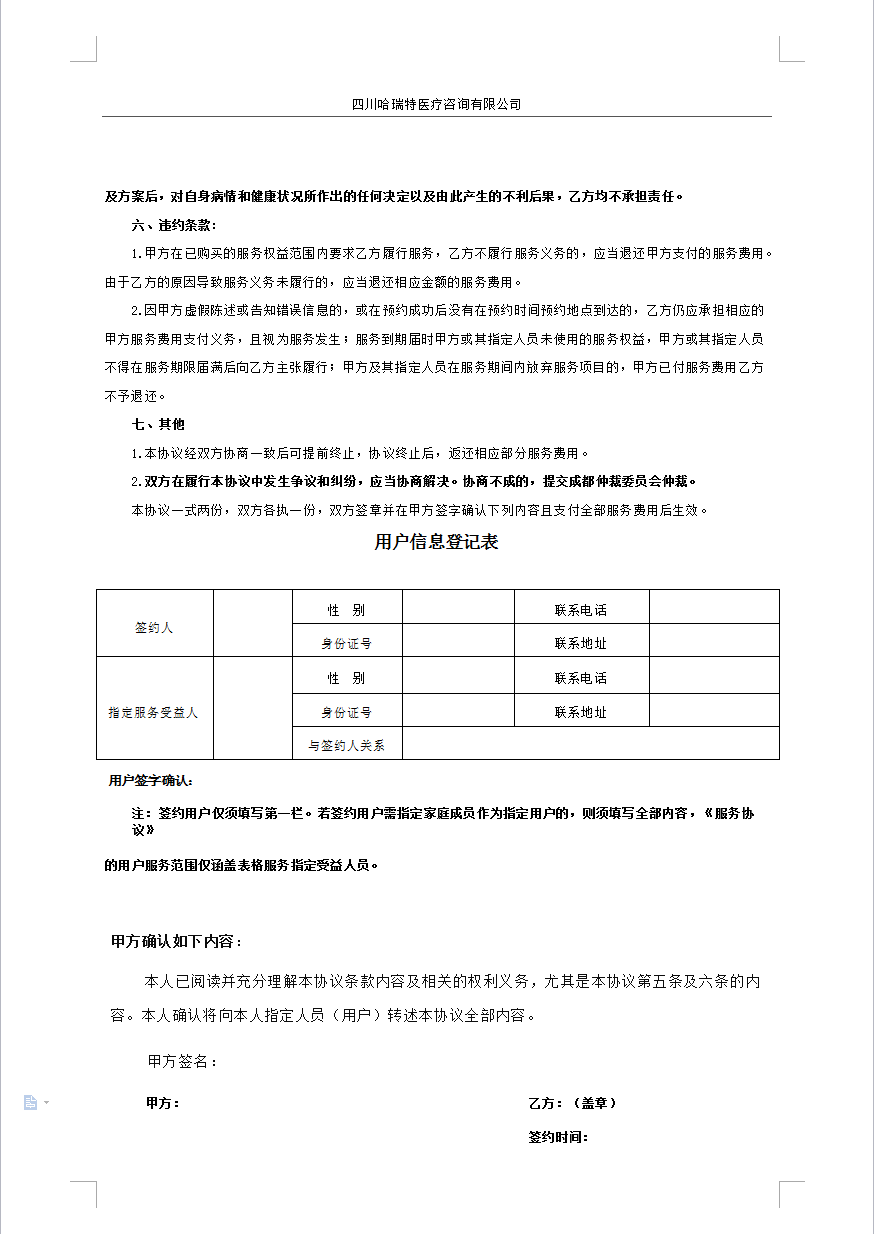 四川哈瑞特医疗咨询有限公司
及方案后，对自身病情和健康状况所作出的任何决定以及由此产生的不利后果，乙方均不承担责任。
六、违约条款：
1.甲方在已购买的服务权益范围内要求乙方履行服务，乙方不履行服务义务的，应当退还甲方支付的服务费用。
由于乙方的原因导致服务义务未履行的，应当退还相应金额的服务费用。
2.因甲方虚假陈述或告知错误信息的，或在预约成功后没有在预约时间预约地点到达的，乙方仍应承担相应的
甲方服务费用支付义务，且视为服务发生；服务到期届时甲方或其指定人员未使用的服务权益，甲方或其指定人员
不得在服务期限届满后向乙方主张履行；甲方及其指定人员在服务期间内放弃服务项目的，甲方已付服务费用乙方
不予退还。
七、其他
1.本协议经双方协商一致后可提前终止，协议终止后，返还相应部分服务费用。
2.双方在履行本协议中发生争议和纠纷，应当协商解决。协商不成的，提交成都仲裁委员会仲裁。
本协议一式两份，双方各执一份，双方签章并在甲方签字确认下列内容且支付全部服务费用后生效。
用户信息登记表
签约人 性 别 联系电话
身份证号 联系地址
指定服务受益人 性 别 联系电话
身份证号 联系地址
与签约人关系
用户签字确认：
注：签约用户仅须填写第一栏。若签约用户需指定家庭成员作为指定用户的，则须填写全部内容，《服务协
议》
的用户服务范围仅涵盖表格服务指定受益人员。
甲方确认如下内容：
本人已阅读并充分理解本协议条款内容及相关的权利义务，尤其是本协议第五条及六条的内
容。本人确认将向本人指定人员（用户）转述本协议全部内容。
甲方签名：
甲方： 乙方：（盖章）
签约时间：